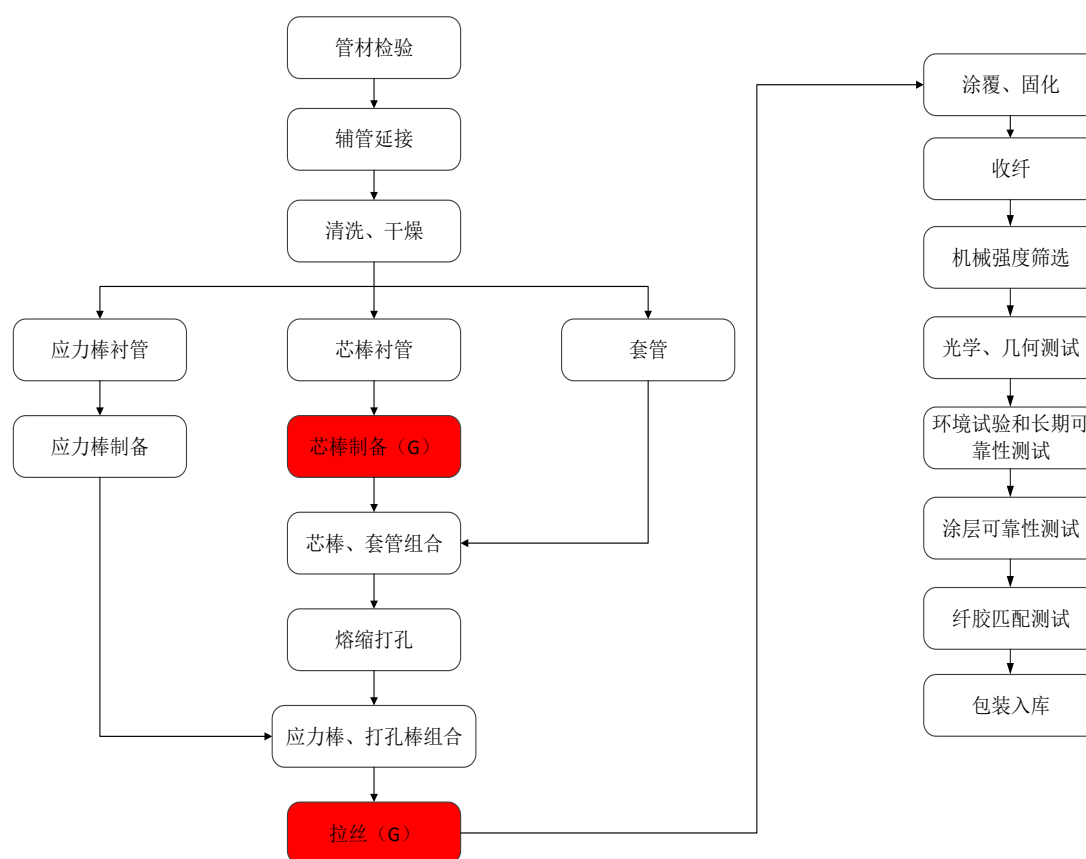 管材检验
辅管延接
清洗、干燥
应力棒衬管
芯棒衬管
套管
应力棒制备
芯棒制备（G）
芯棒、套管组合
熔缩打孔
应力棒、打孔棒组合
拉丝（G）
涂覆、固化
收纤
机械强度筛选
光学、几何测试
环境试验和长期可
靠性测试
涂层可靠性测试
纤胶匹配测试
包装入库